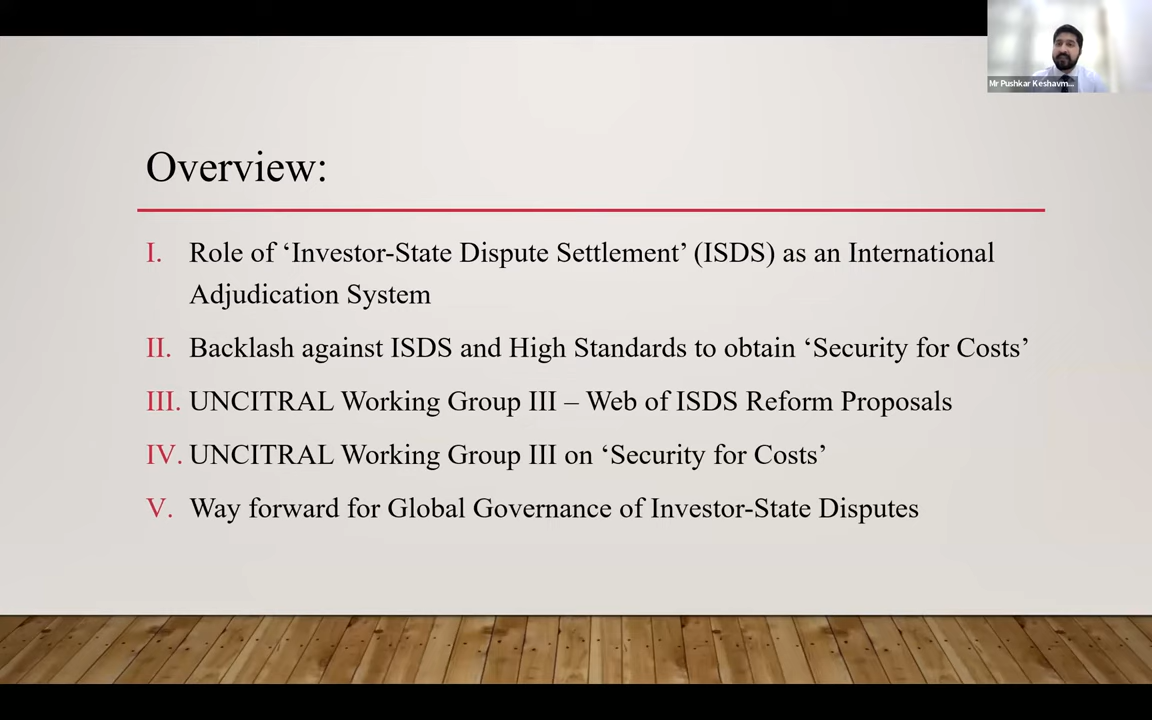 Mr Pushkar Keshavm...
Overview:
I. Role of ‘Investor-State Dispute Settlement’ (ISDS) as an International
Adjudication System
II. Backlash against ISDS and High Standards to obtain ‘Security for Costs’
III. UNCITRAL Working Group III – Web of ISDS Reform Proposals
IV. UNCITRAL Working Group III on ‘Security for Costs’
V. Way forward for Global Governance of Investor-State Disputes